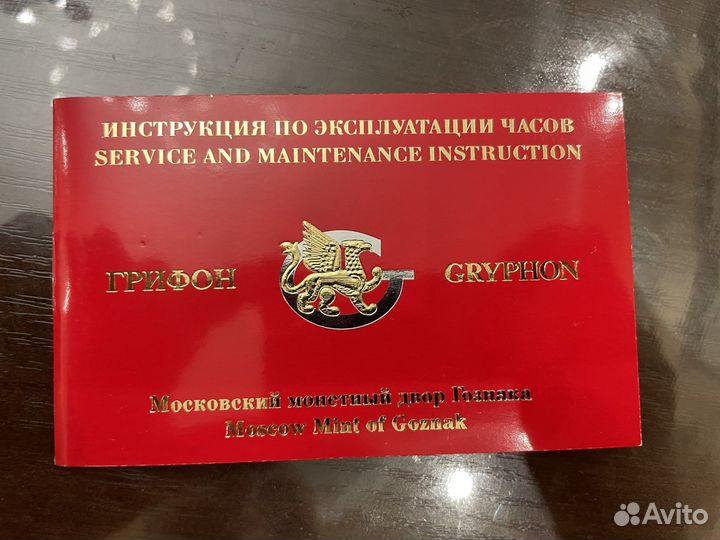 ИНСТРУКЦИЯ ПО ЭКСПЛУАТАЦИИ ЧАСОВ
SERVICE AND MAINTENANCE INSTRUCTION
ГРИФОН G GRYPHON
Московский монетный двор Гознака
Moscow Mint of Goznak
Avito